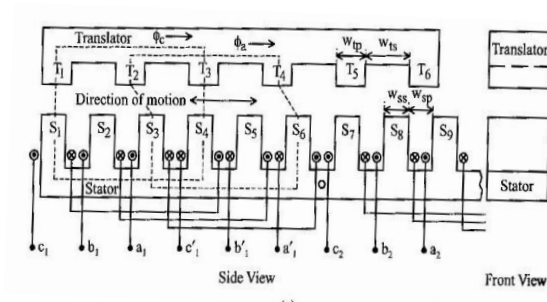 Translator ϕc ϕa wtp wts Translator
T1 T2 T3 T4 T5 T6
Direction of motion wss wsp
S1 S2 S3 S4 S5 S6 S7 S8 S9
Stator Stator
c1 b1 a1 c'1 b'1 a'1 c2 b2 a2
Side View Front View